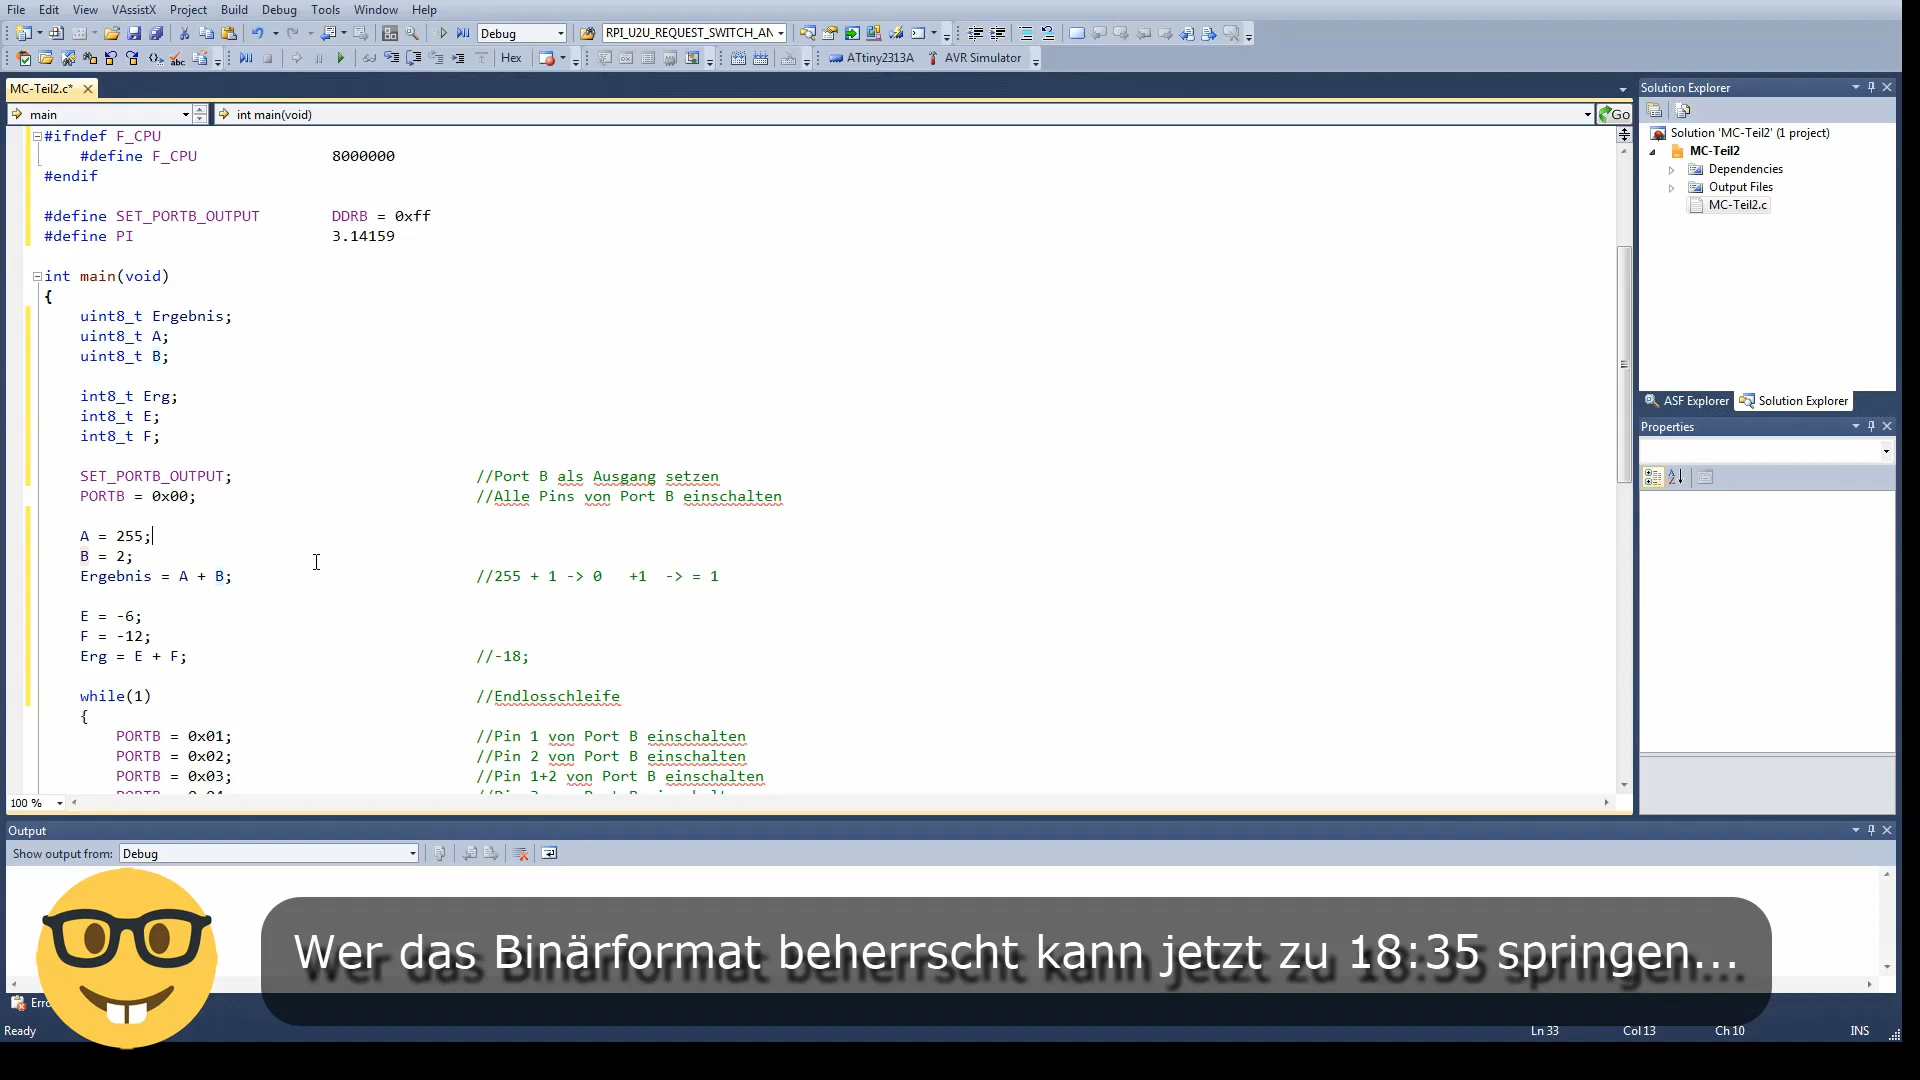 File Edit View VAssistX Project Build Debug Tools Window Help
Debug RPI_U2U_REQUEST_SWITCH_AN
Hex ATtiny2313A AVR Simulator
MC-Teil2.c*
main int main(void) Go
#ifndef F_CPU
#define F_CPU 8000000
#endif
#define SET_PORTB_OUTPUT DDRB = 0xff
#define PI 3.14159
int main(void)
{
uint8_t Ergebnis;
uint8_t A;
uint8_t B;
int8_t Erg;
int8_t E;
int8_t F;
SET_PORTB_OUTPUT; //Port B als Ausgang setzen
PORTB = 0x00; //Alle Pins von Port B einschalten
A = 255;
B = 2;
Ergebnis = A + B; //255 + 1 -> 0 +1 -> = 1
E = -6;
F = -12;
Erg = E + F; //-18;
while(1) //Endlosschleife
{
PORTB = 0x01; //Pin 1 von Port B einschalten
PORTB = 0x02; //Pin 2 von Port B einschalten
PORTB = 0x03; //Pin 1+2 von Port B einschalten
100 %
Solution Explorer
Solution 'MC-Teil2' (1 project)
MC-Teil2
Dependencies
Output Files
MC-Teil2.c
ASF Explorer Solution Explorer
Properties
Output
Show output from: Debug
Wer das Binärformat beherrscht kann jetzt zu 18:35 springen...
Ready Ln 33 Col 13 Ch 10 INS